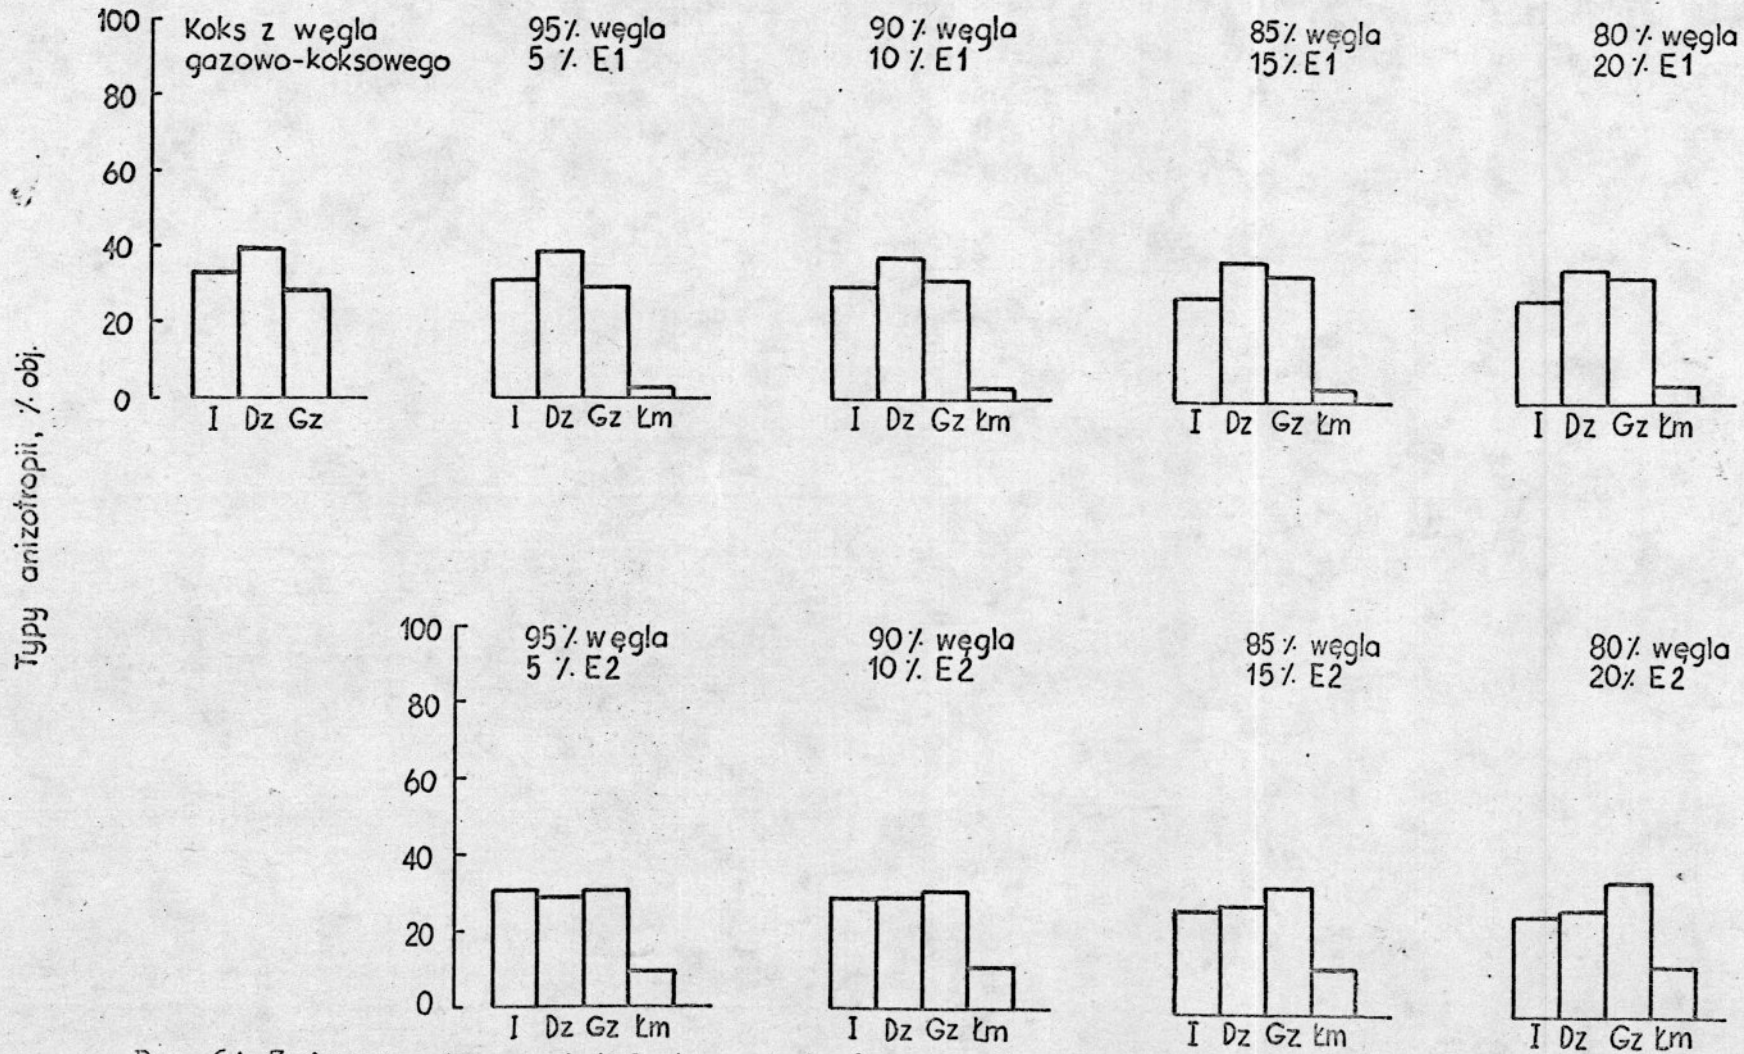 Typy anizotropii, % obj.
100
80
60
40
20
0
Koks z węgla
gazowo-koksowego
I Dz Gz
95% węgla
5 % E1
I Dz Gz Łm
90 % węgla
10 % E1
I Dz Gz Łm
85% węgla
15% E1
I Dz Gz Łm
80 % węgla
20 % E1
I Dz Gz Łm
100
80
60
40
20
0
95% węgla
5 % E2
I Dz Gz Łm
90% węgla
10% E2
I Dz Gz Łm
85% węgla
15% E2
I Dz Gz Łm
80% węgla
20% E2
I Dz Gz Łm